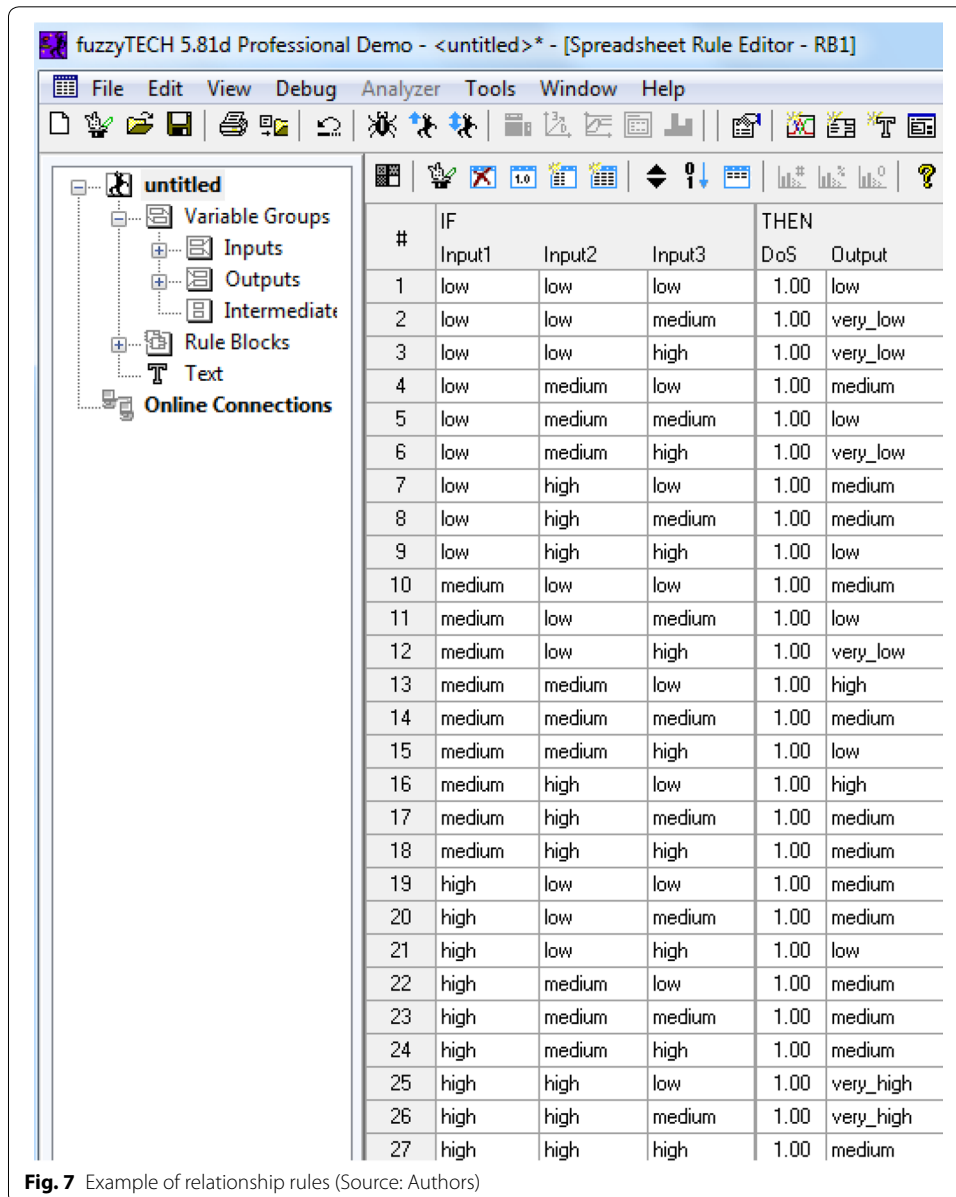 fuzzyTECH 5.81d Professional Demo - <untitled>* - [Spreadsheet Rule Editor - RB1]
File Edit View Debug Analyzer Tools Window Help
untitled
Variable Groups
Inputs
Outputs
Intermediate
Rule Blocks
Text
Online Connections
# IF THEN
Input1 Input2 Input3 DoS Output
1 low low low 1.00 low
2 low low medium 1.00 very_low
3 low low high 1.00 very_low
4 low medium low 1.00 medium
5 low medium medium 1.00 low
6 low medium high 1.00 very_low
7 low high low 1.00 medium
8 low high medium 1.00 medium
9 low high high 1.00 low
10 medium low low 1.00 medium
11 medium low medium 1.00 low
12 medium low high 1.00 very_low
13 medium medium low 1.00 high
14 medium medium medium 1.00 medium
15 medium medium high 1.00 low
16 medium high low 1.00 high
17 medium high medium 1.00 medium
18 medium high high 1.00 medium
19 high low low 1.00 medium
20 high low medium 1.00 medium
21 high low high 1.00 low
22 high medium low 1.00 medium
23 high medium medium 1.00 medium
24 high medium high 1.00 medium
25 high high low 1.00 very_high
26 high high medium 1.00 very_high
27 high high high 1.00 medium
Fig. 7 Example of relationship rules (Source: Authors)